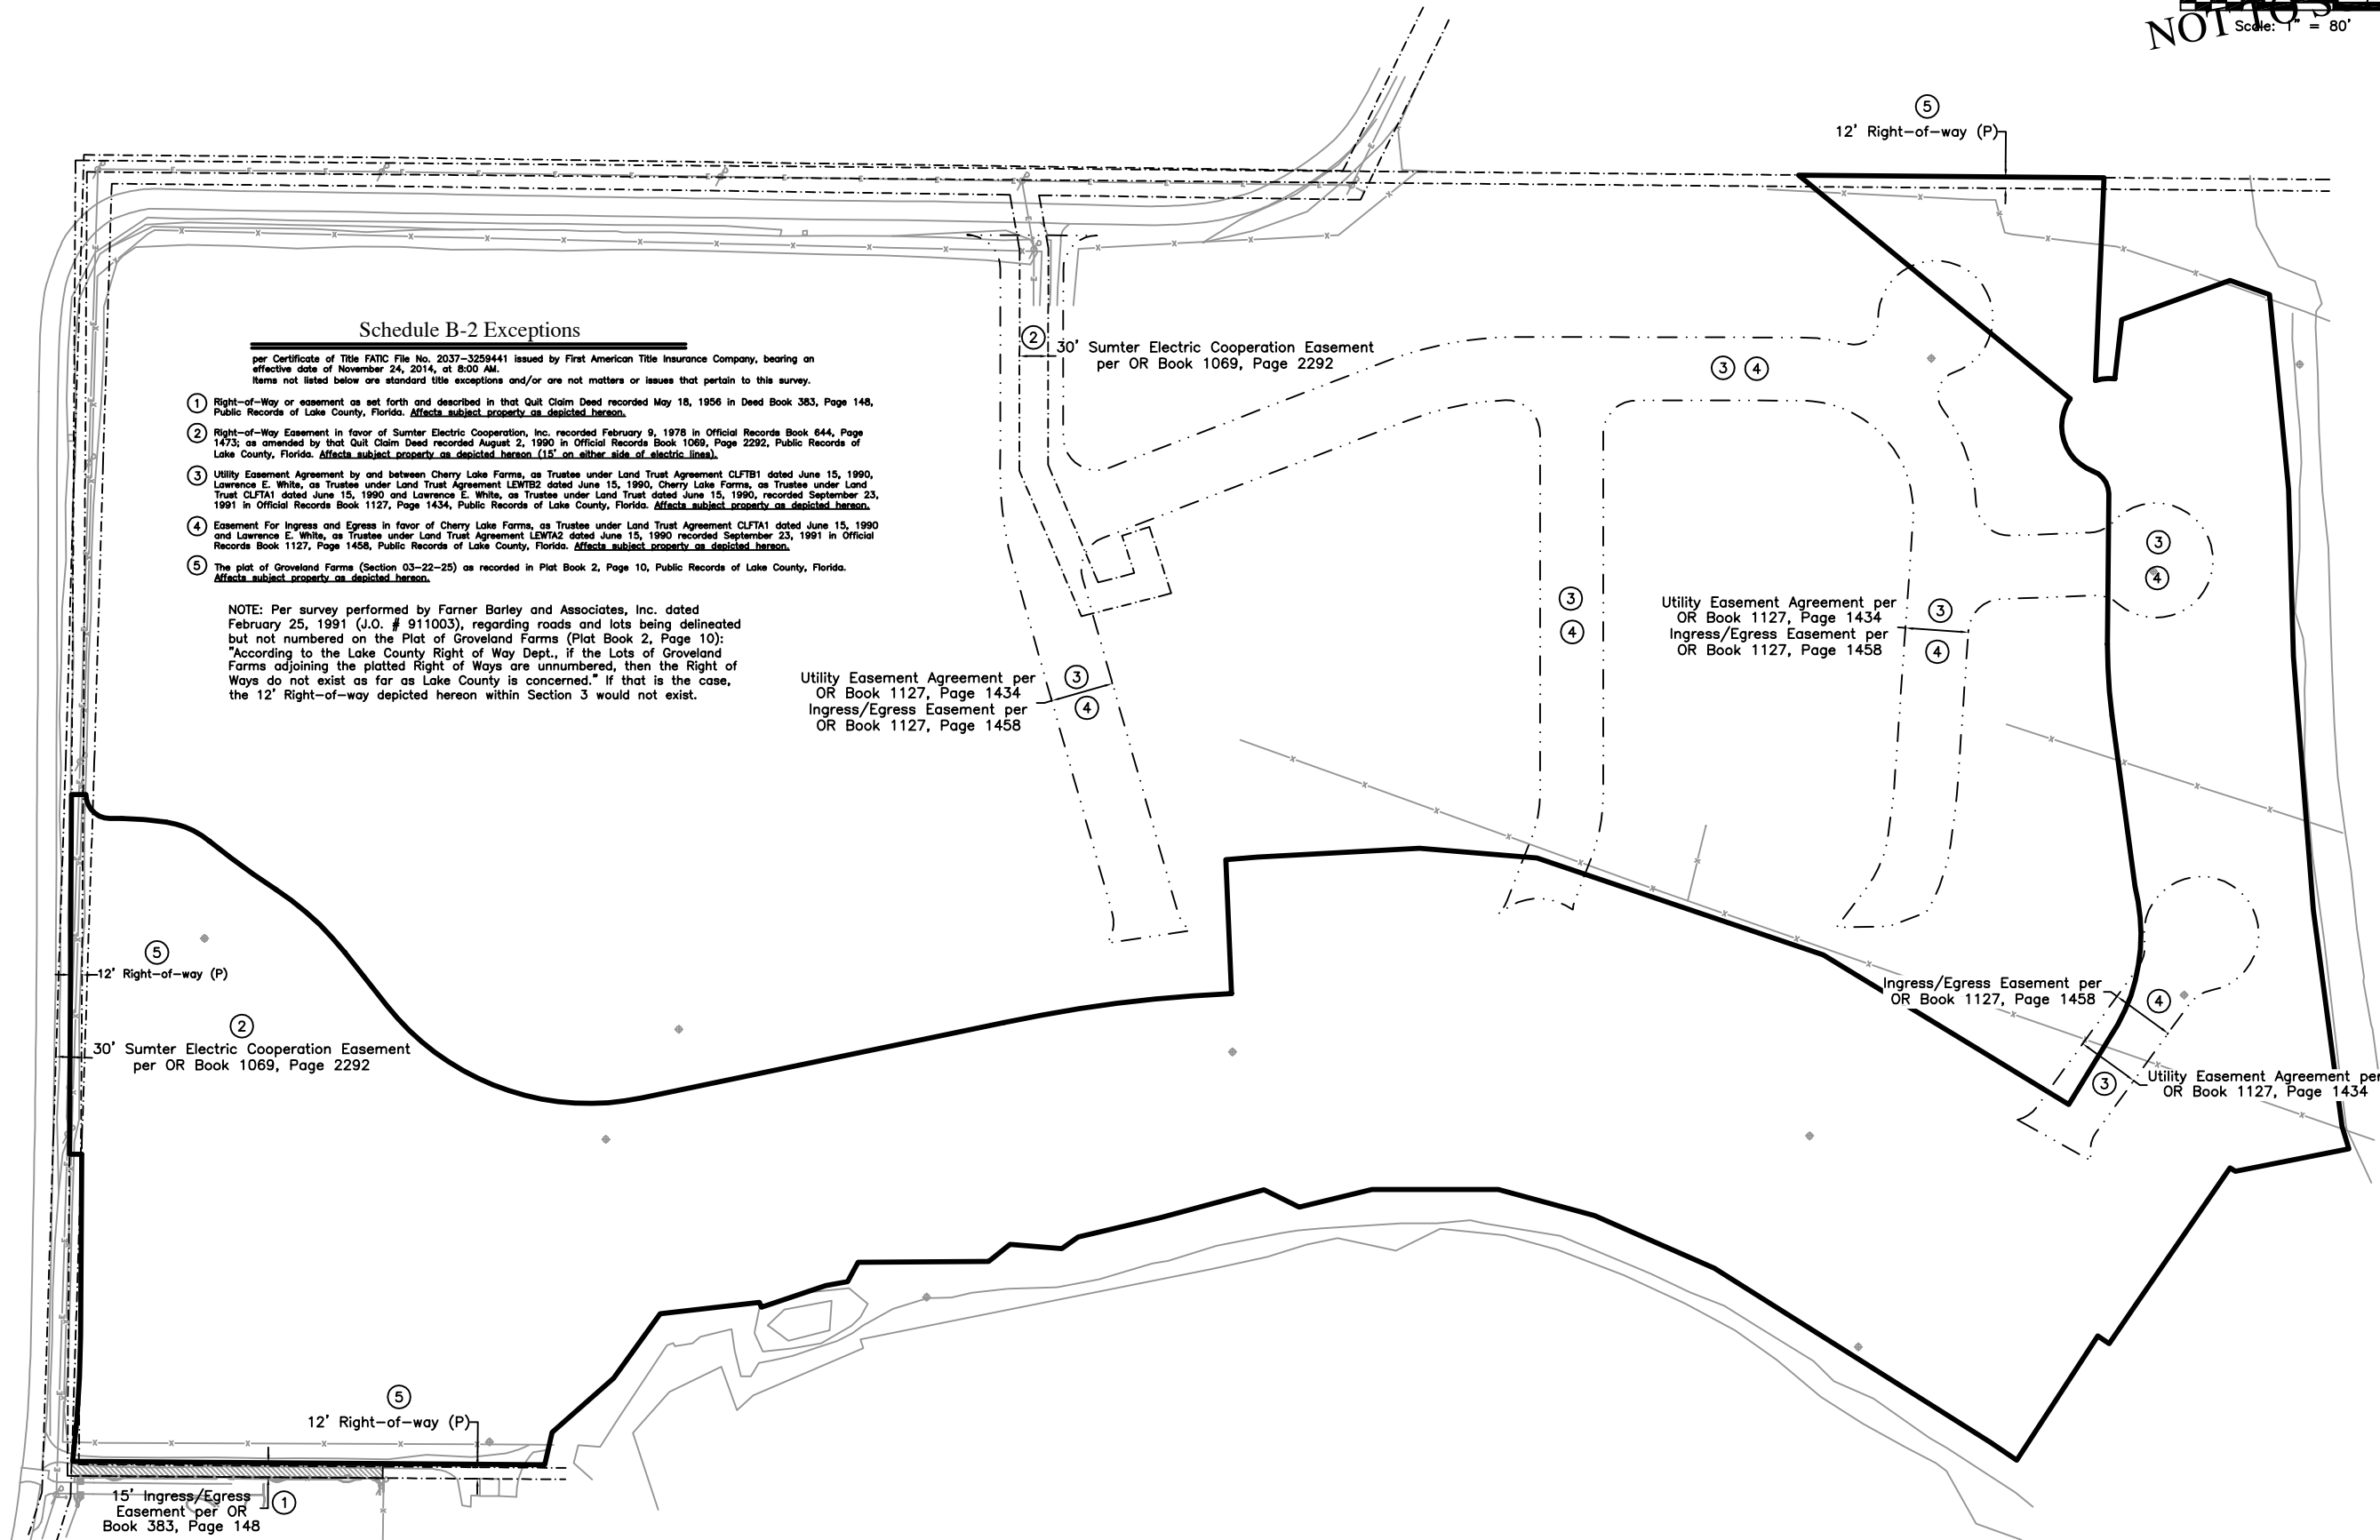 NOT TO
Scale: 1" = 80'
5
12' Right-of-way (P)
Schedule B-2 Exceptions
per Certificate of Title FATIC File No. 2037-3259441 issued by First American Title Insurance Company, bearing an
effective date of November 24, 2014, at 8:00 AM.
Items not listed below are standard title exceptions and/or are not matters or issues that pertain to this survey.
1 Right-of-Way or easement as set forth and described in that Quit Claim Deed recorded May 18, 1956 in Deed Book 383, Page 148,
Public Records of Lake County, Florida. Affects subject property as depicted hereon.
2 Right-of-Way Easement in favor of Sumter Electric Cooperation, Inc. recorded February 9, 1978 in Official Records Book 644, Page
1473; as amended by that Quit Claim Deed recorded August 2, 1990 in Official Records Book 1069, Page 2292, Public Records of
Lake County, Florida. Affects subject property as depicted hereon (15' on either side of electric lines).
3 Utility Easement Agreement by and between Cherry Lake Farms, as Trustee under Land Trust Agreement CLFTB1 dated June 15, 1990,
Lawrence E. White, as Trustee under Land Trust Agreement LEWTB2 dated June 15, 1990, Cherry Lake Farms, as Trustee under Land
Trust CLFTA1 dated June 15, 1990 and Lawrence E. White, as Trustee under Land Trust dated June 15, 1990, recorded September 23,
1991 in Official Records Book 1127, Page 1434, Public Records of Lake County, Florida. Affects subject property as depicted hereon.
4 Easement For Ingress and Egress in favor of Cherry Lake Farms, as Trustee under Land Trust Agreement CLFTA1 dated June 15, 1990
and Lawrence E. White, as Trustee under Land Trust Agreement LEWTA2 dated June 15, 1990 recorded September 23, 1991 in Official
Records Book 1127, Page 1458, Public Records of Lake County, Florida. Affects subject property as depicted hereon.
5 The plat of Groveland Farms (Section 03-22-25) as recorded in Plat Book 2, Page 10, Public Records of Lake County, Florida.
Affects subject property as depicted hereon.
NOTE: Per survey performed by Farner Barley and Associates, Inc. dated
February 25, 1991 (J.O. # 911003), regarding roads and lots being delineated
but not numbered on the Plat of Groveland Farms (Plat Book 2, Page 10):
"According to the Lake County Right of Way Dept., if the Lots of Groveland
Farms adjoining the platted Right of Ways are unnumbered, then the Right of
Ways do not exist as far as Lake County is concerned." If that is the case,
the 12' Right-of-way depicted hereon within Section 3 would not exist.
2
30' Sumter Electric Cooperation Easement
per OR Book 1069, Page 2292
3 4
3
4
3
4
Utility Easement Agreement per
OR Book 1127, Page 1434
Ingress/Egress Easement per
OR Book 1127, Page 1458
3
4
Utility Easement Agreement per
OR Book 1127, Page 1434
Ingress/Egress Easement per
OR Book 1127, Page 1458
3
4
5
12' Right-of-way (P)
2
30' Sumter Electric Cooperation Easement
per OR Book 1069, Page 2292
Ingress/Egress Easement per
OR Book 1127, Page 1458
4
3
Utility Easement Agreement per
OR Book 1127, Page 1434
5
12' Right-of-way (P)
15' Ingress/Egress
Easement per OR
Book 383, Page 148
1